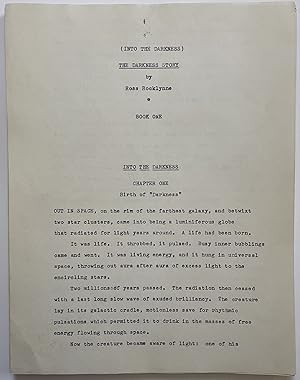 (INTO THE DARKNESS)
THE DARKNESS STORY
by
Ross Rocklynne
BOOK ONE
INTO THE DARKNESS
CHAPTER ONE
Birth of "Darkness"
OUT IN SPACE, on the rim of the farthest galaxy, and betwixt
two star clusters, came into being a luminiferous globe
that radiated for light years around. A life had been born.
It was life. It throbbed, it pulsed. Busy inner bubblings
came and went. It was living energy, and it hung in universal
space, throwing out aura after aura of excess light to the
encircling stars.
Two millions of years passed. The radiation then ceased
with a last long slow wave of exuded brilliancy. The creature
lay in its galactic cradle, motionless save for rhythmic
pulsations which permitted it to drink in the masses of free
energy flowing through space.
Now the creature became aware of light: one of his